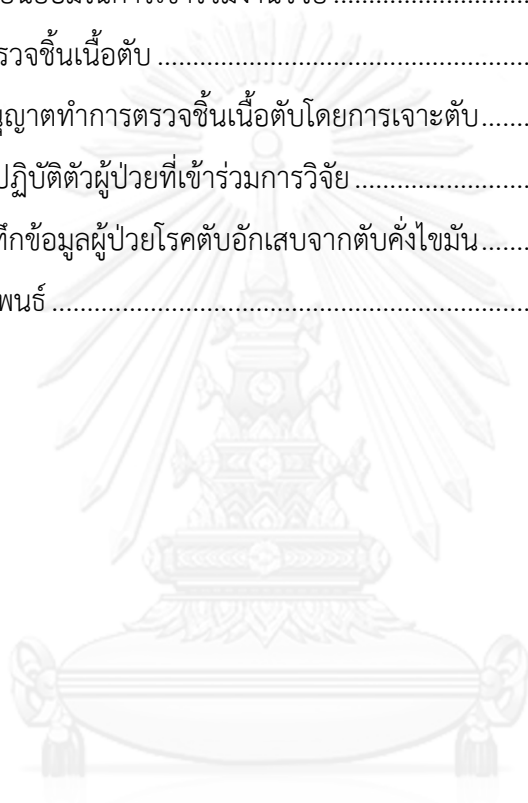 รวจชิ้นเนื้อตับ
ญาตทำการตรวจชิ้นเนื้อตับโดยการเจาะตับ
ปฏิบัติตัวผู้ป่วยที่เข้าร่วมการวิจัย
ทึกข้อมูลผู้ป่วยโรคตับอักเสบจากตับคั่งไขมัน
พนธ์